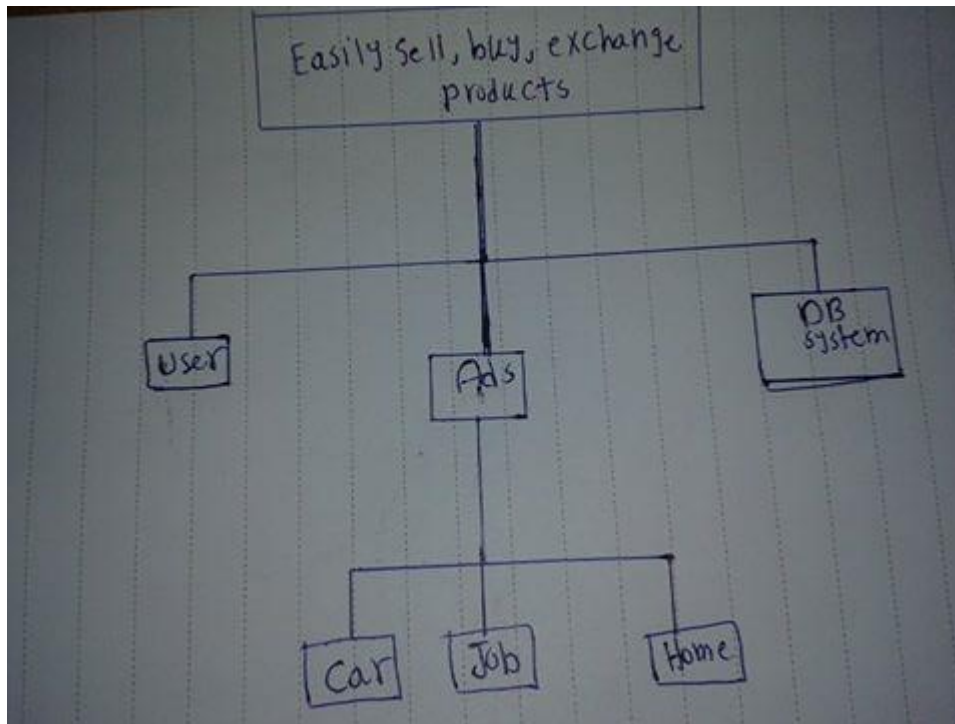 Easily sell, buy, exchange
products
User
Ads
DB
system
Car
Job
Home